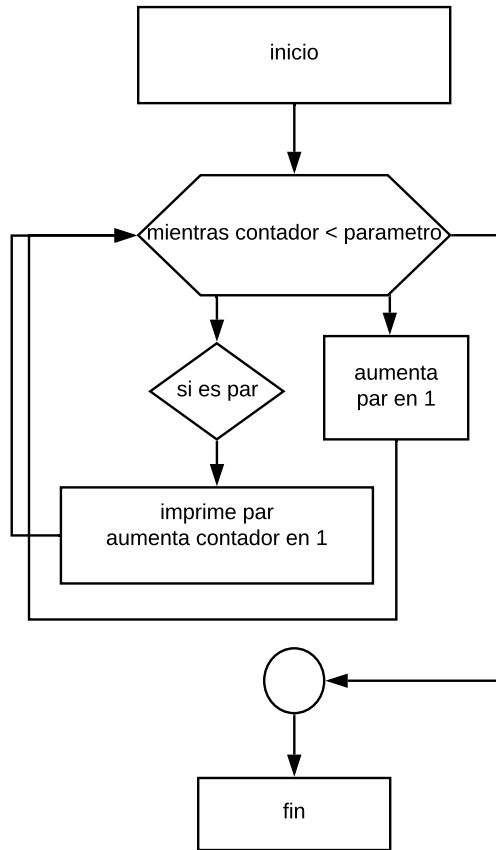 inicio
mientras contador < parametro
si es par
aumenta
par en 1
imprime par
aumenta contador en 1
fin